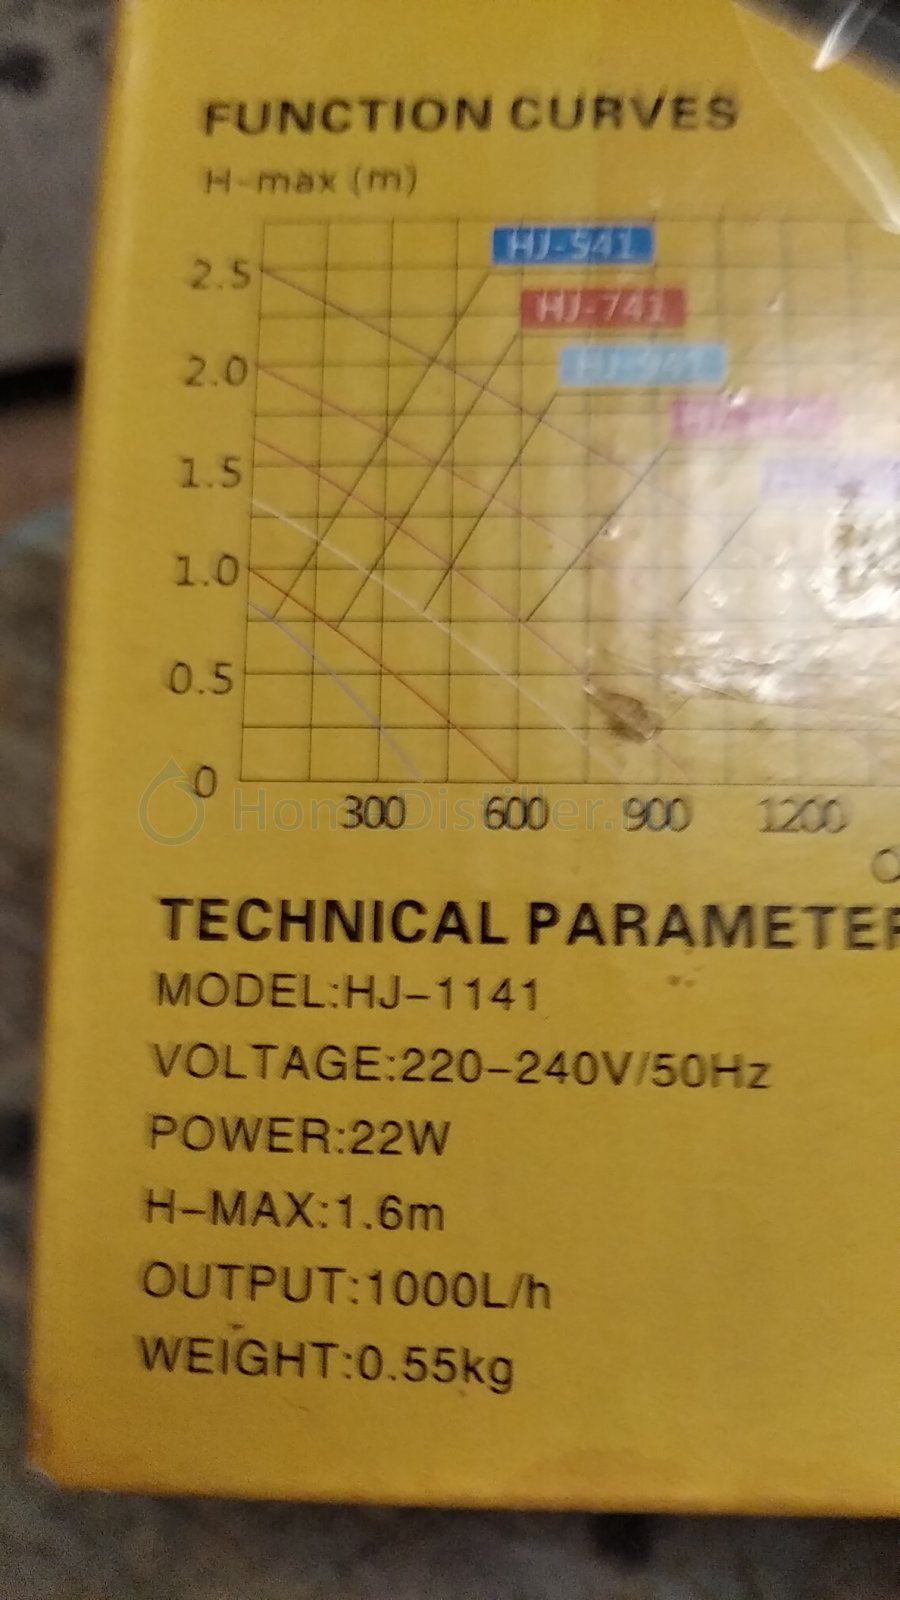 FUNCTION CURVES
H-max (m)
HJ-541
2.5
HJ-741
2.0
HJ-941
1.5
1.0
0.5
0
300 600 900 1200
TECHNICAL
MODEL:HJ-1141
VOLTAGE:220-240V/50Hz
POWER:22W
H-MAX:1.6m
OUTPUT:1000L/h
WEIGHT:0.55kg